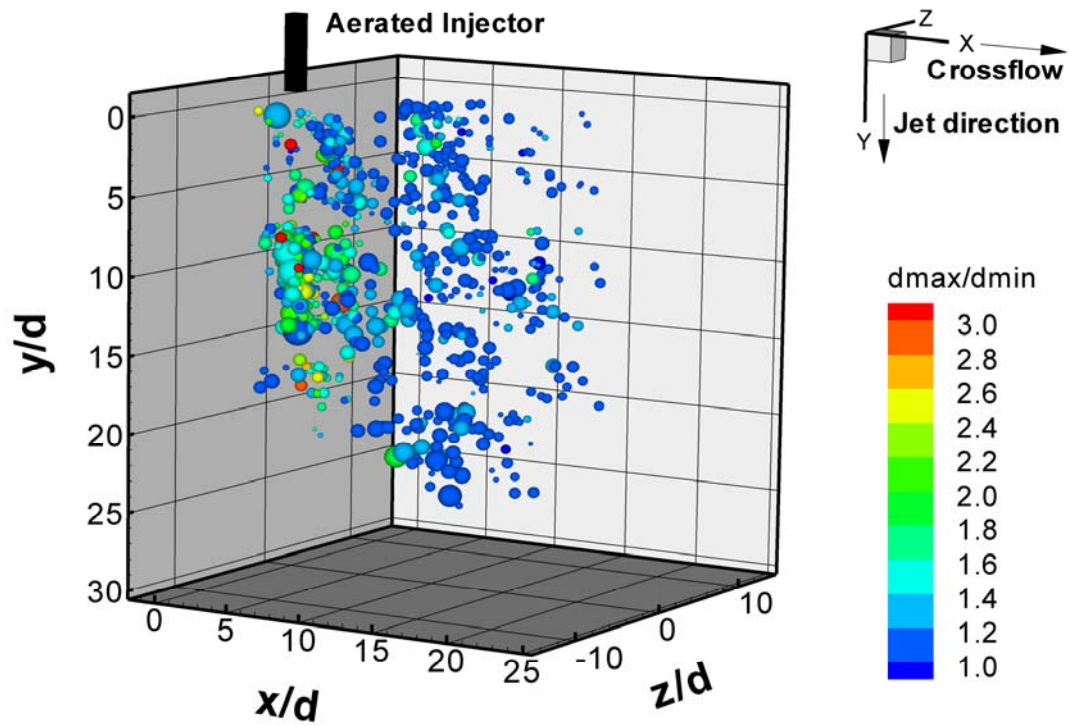 Aerated Injector
Z
X
Crossflow
Y
Jet direction
0
5
10
15
20
25
30
y/d
0
5
10
15
20
25
x/d
-10
0
10
z/d
dmax/dmin
3.0
2.8
2.6
2.4
2.2
2.0
1.8
1.6
1.4
1.2
1.0